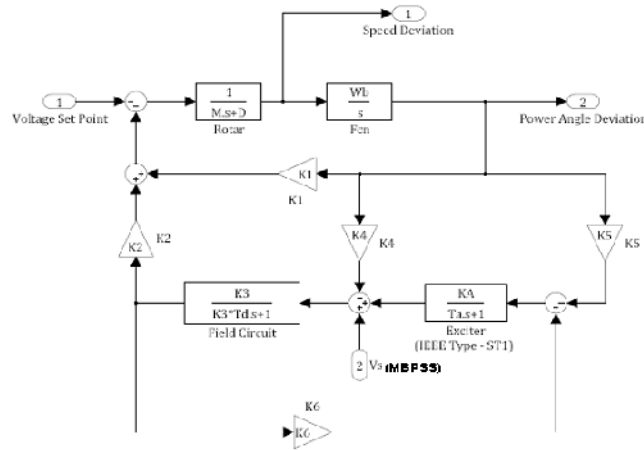 1
Speed Deviation
1
Voltage Set Point
1
M.s+D
Rotar
Wb
s
Fcn
2
Power Angle Deviation
K1
K1
K2
K2
K4
K4
K5
K5
K3
K3*Td.s+1
Field Circuit
KA
Ta.s+1
Exciter
(IEEE Type - ST1)
2
Vs (MBPSS)
K6
K6